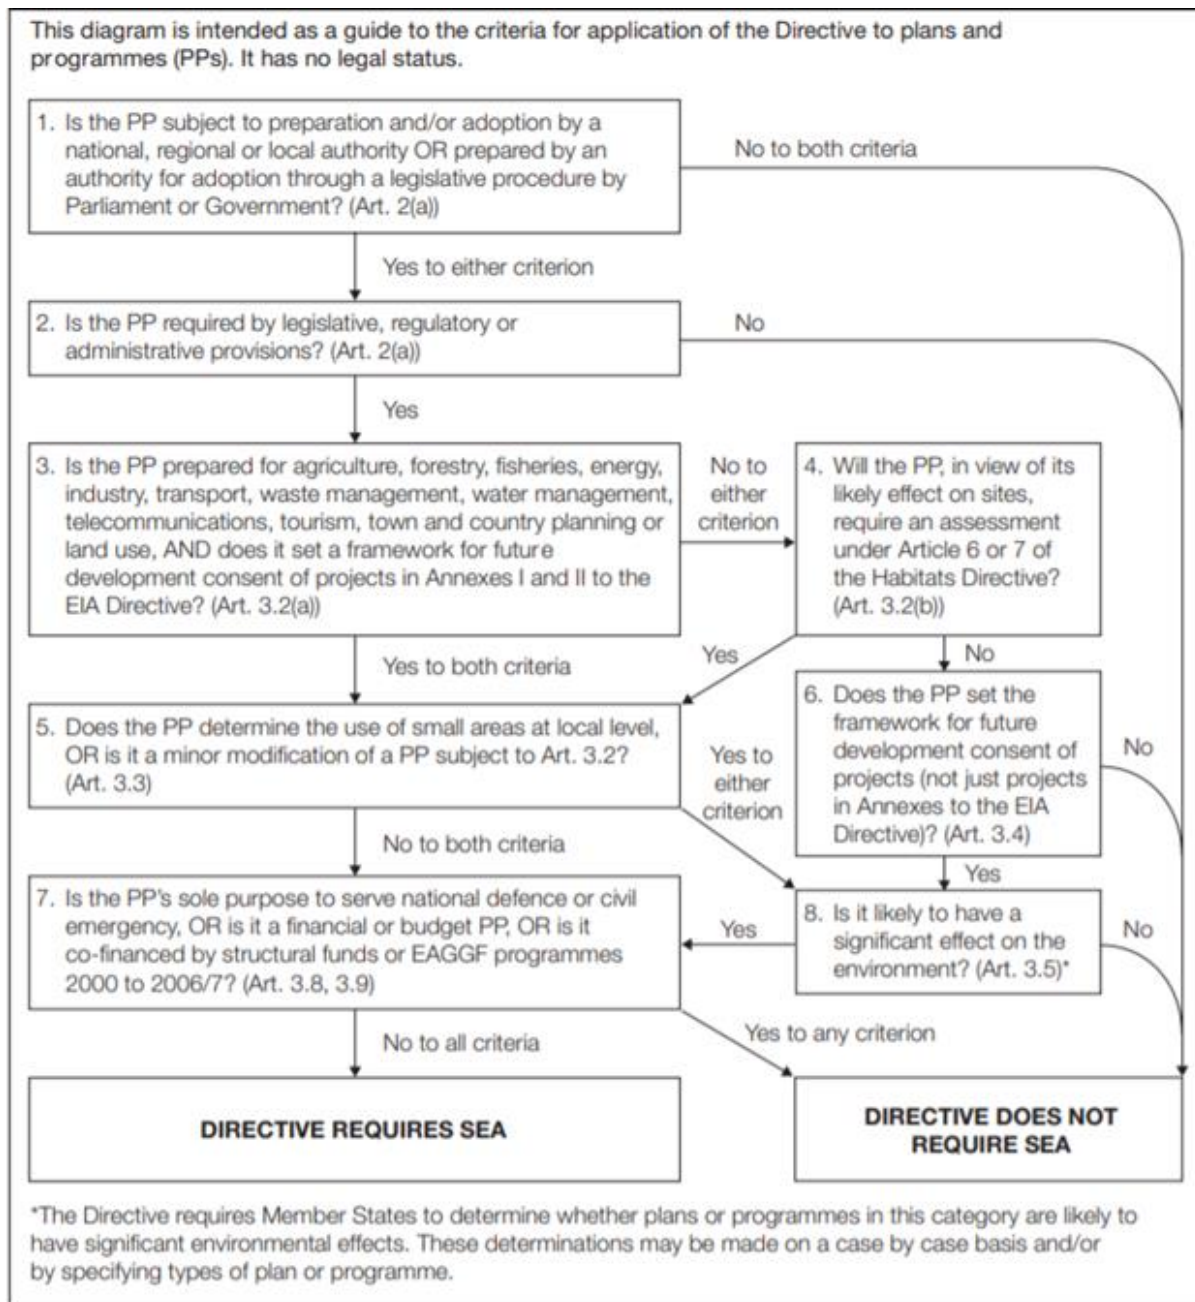 This diagram is intended as a guide to the criteria for application of the Directive to plans and
programmes (PPs). It has no legal status.
1. Is the PP subject to preparation and/or adoption by a
national, regional or local authority OR prepared by an
authority for adoption through a legislative procedure by
Parliament or Government? (Art. 2(a))
No to both criteria
Yes to either criterion
2. Is the PP required by legislative, regulatory or
administrative provisions? (Art. 2(a))
No
Yes
3. Is the PP prepared for agriculture, forestry, fisheries, energy,
industry, transport, waste management, water management,
telecommunications, tourism, town and country planning or
land use, AND does it set a framework for future
development consent of projects in Annexes I and II to the
EIA Directive? (Art. 3.2(a))
No to
either
criterion
4. Will the PP, in view of its
likely effect on sites,
require an assessment
under Article 6 or 7 of
the Habitats Directive?
(Art. 3.2(b))
Yes to both criteria
Yes
No
5. Does the PP determine the use of small areas at local level,
OR is it a minor modification of a PP subject to Art. 3.2?
(Art. 3.3)
Yes to
either
criterion
6. Does the PP set the
framework for future
development consent of
projects (not just projects
in Annexes to the EIA
Directive)? (Art. 3.4)
No
No to both criteria
Yes
7. Is the PP's sole purpose to serve national defence or civil
emergency, OR is it a financial or budget PP, OR is it
co-financed by structural funds or EAGGF programmes
2000 to 2006/7? (Art. 3.8, 3.9)
Yes
8. Is it likely to have a
significant effect on the
environment? (Art. 3.5)*
No
No to all criteria
Yes to any criterion
DIRECTIVE REQUIRES SEA
DIRECTIVE DOES NOT
REQUIRE SEA
*The Directive requires Member States to determine whether plans or programmes in this category are likely to
have significant environmental effects. These determinations may be made on a case by case basis and/or
by specifying types of plan or programme.